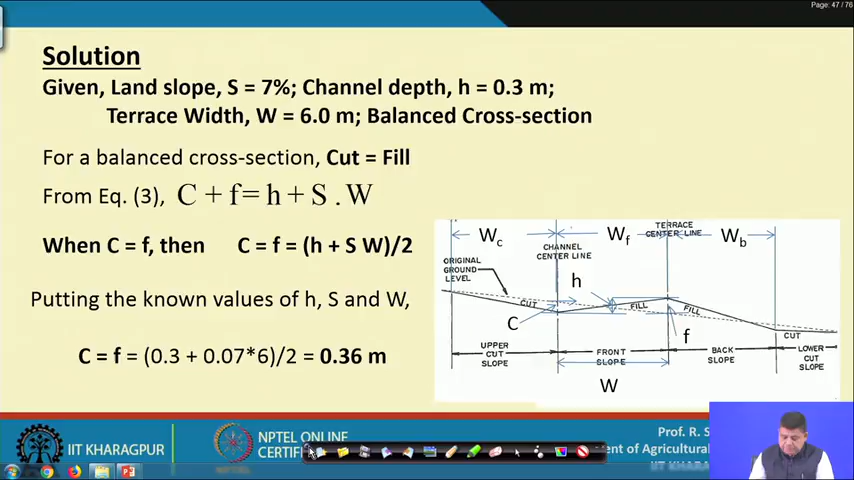 Page: 47 / 76
Solution
Given, Land slope, S = 7%; Channel depth, h = 0.3 m;
Terrace Width, W = 6.0 m; Balanced Cross-section
For a balanced cross-section, Cut = Fill
From Eq. (3), C + f = h + S . W
When C = f, then C = f = (h + S W)/2
Putting the known values of h, S and W,
C = f = (0.3 + 0.07*6)/2 = 0.36 m
TERRACE
CENTER LINE
Wc Wf Wb
CHANNEL
CENTER LINE
ORIGINAL
GROUND
LEVEL
h
CUT FILL FILL
C f
CUT
UPPER
CUT
SLOPE
FRONT
SLOPE
BACK
SLOPE
LOWER
CUT
SLOPE
W
IIT KHARAGPUR
NPTEL ONLINE
CERTIF
NPTEL
Prof. R. S
nt of Agricultural
IIT KHARAG